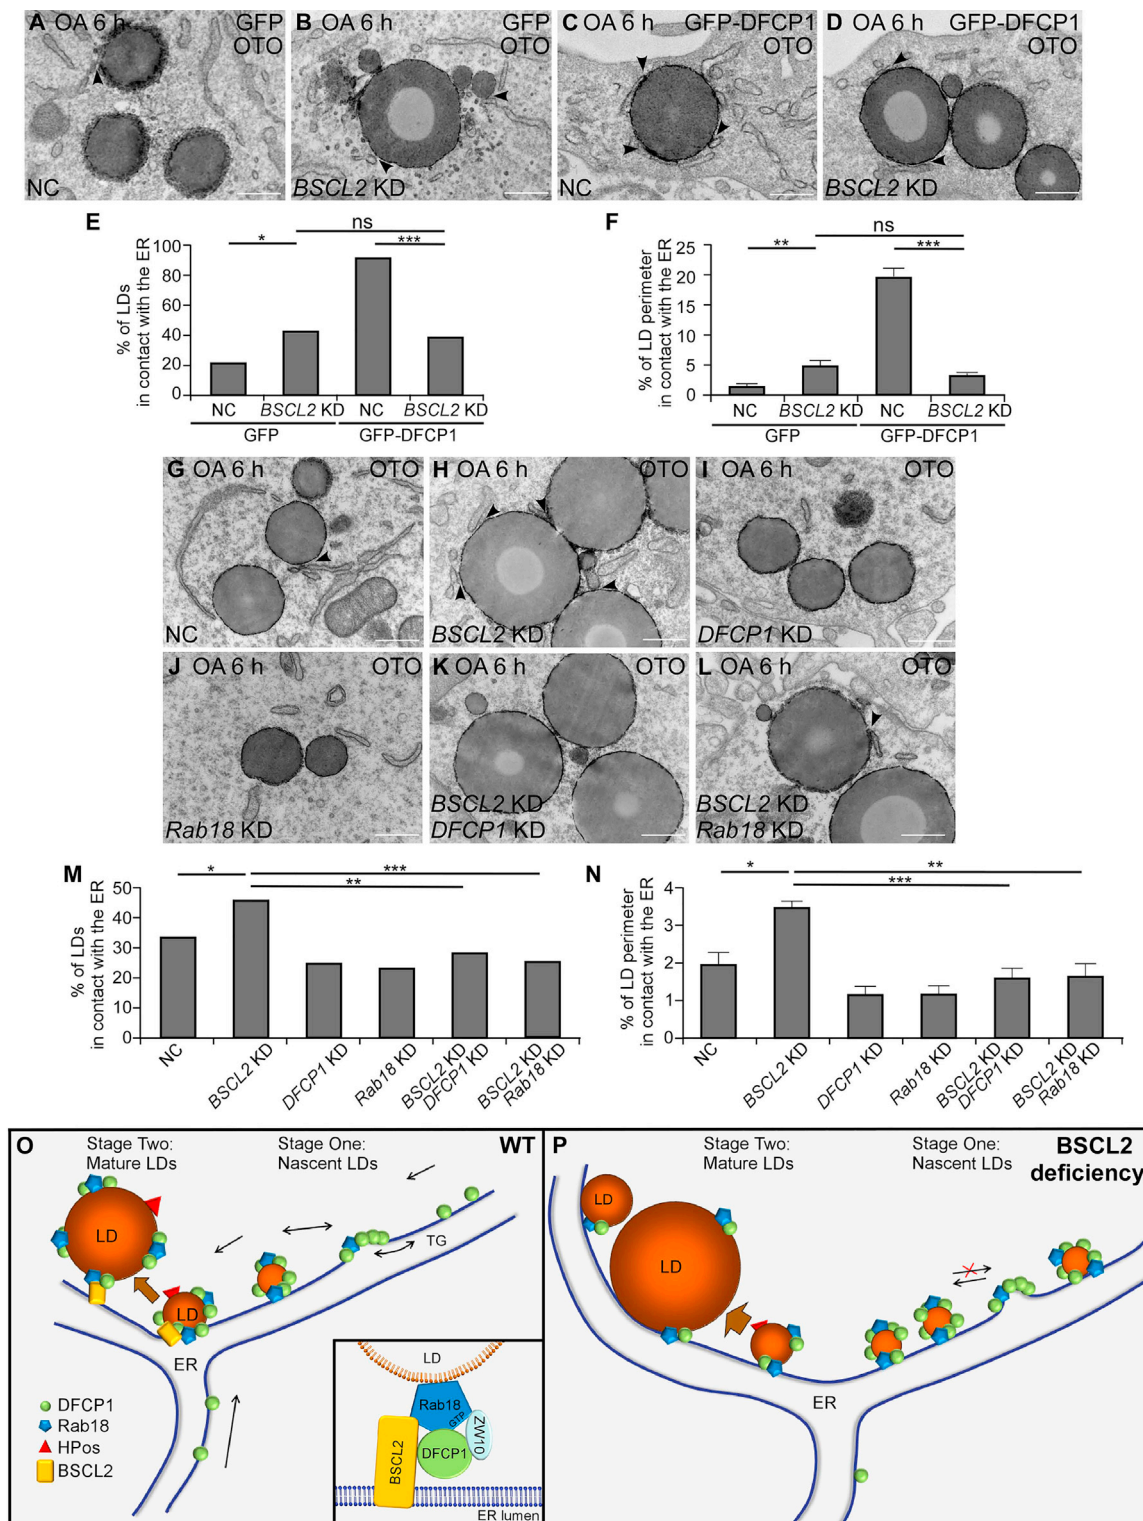 A OA 6 h GFP
OTO
NC
B OA 6 h GFP
OTO
BSCL2 KD
C OA 6 h GFP-DFCP1
OTO
NC
D OA 6 h GFP-DFCP1
OTO
BSCL2 KD
E
ns
* ***
% of LDs
in contact with the ER
100
80
60
40
20
0
NC BSCL2 KD NC BSCL2 KD
GFP GFP-DFCP1
F
ns
** ***
% of LD perimeter
in contact with the ER
25
20
15
10
5
0
NC BSCL2 KD NC BSCL2 KD
GFP GFP-DFCP1
G OA 6 h OTO
NC
H OA 6 h OTO
BSCL2 KD
I OA 6 h OTO
DFCP1 KD
J OA 6 h OTO
Rab18 KD
K OA 6 h OTO
BSCL2 KD
DFCP1 KD
L OA 6 h OTO
BSCL2 KD
Rab18 KD
M
* ***
**
% of LDs
in contact with the ER
50
40
30
20
10
0
NC
BSCL2 KD
DFCP1 KD
Rab18 KD
BSCL2 KD
DFCP1 KD
BSCL2 KD
Rab18 KD
N
* **
***
% of LD perimeter
in contact with the ER
4
3
2
1
0
NC
BSCL2 KD
DFCP1 KD
Rab18 KD
BSCL2 KD
DFCP1 KD
BSCL2 KD
Rab18 KD
O Stage Two: Stage One: WT
Mature LDs Nascent LDs
LD
TG
LD
ER
DFCP1
Rab18
HPos
BSCL2
LD
Rab18
GTP
ZW10
DFCP1
BSCL2
ER lumen
P Stage Two: Stage One: BSCL2
Mature LDs Nascent LDs deficiency
LD
LD
ER